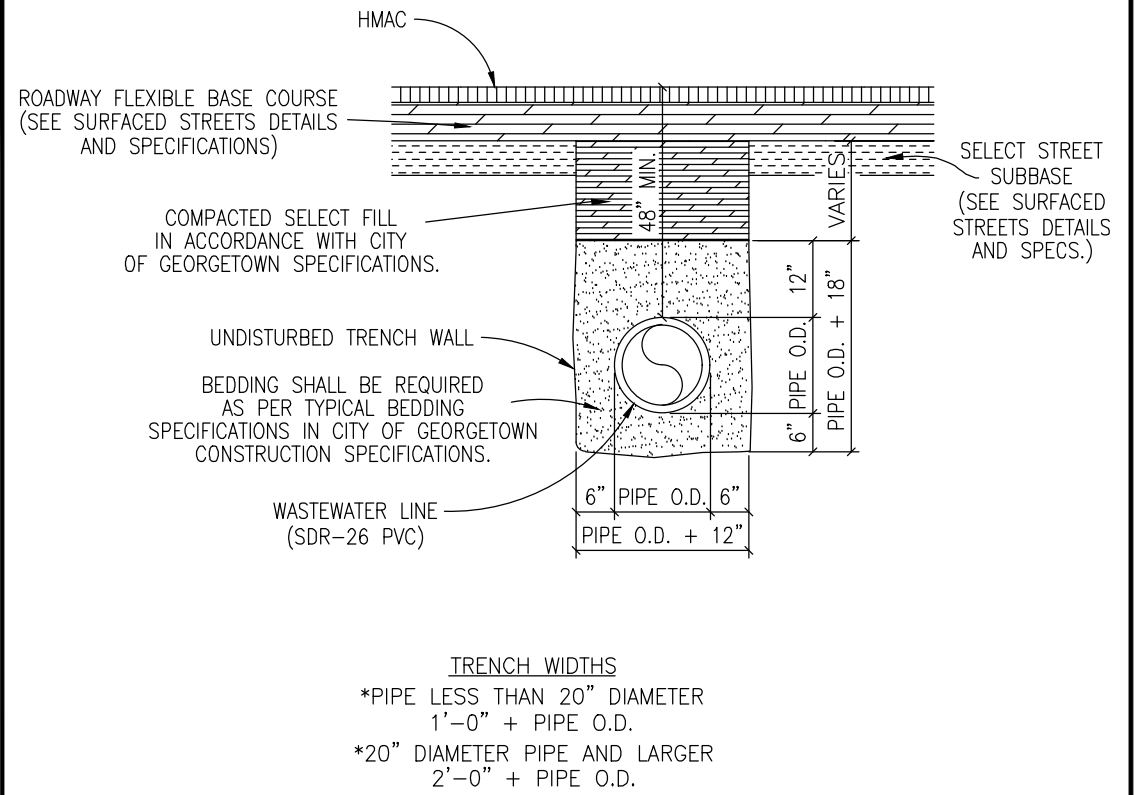 HMAC
ROADWAY FLEXIBLE BASE COURSE
(SEE SURFACED STREETS DETAILS
AND SPECIFICATIONS)
SELECT STREET
SUBBASE
(SEE SURFACED
STREETS DETAILS
AND SPECS.)
48" MIN.
VARIES
COMPACTED SELECT FILL
IN ACCORDANCE WITH CITY
OF GEORGETOWN SPECIFICATIONS.
12"
PIPE O.D.
6"
PIPE O.D. + 18"
UNDISTURBED TRENCH WALL
BEDDING SHALL BE REQUIRED
AS PER TYPICAL BEDDING
SPECIFICATIONS IN CITY OF GEORGETOWN
CONSTRUCTION SPECIFICATIONS.
WASTEWATER LINE
(SDR-26 PVC)
6" PIPE O.D. 6"
PIPE O.D. + 12"
TRENCH WIDTHS
*PIPE LESS THAN 20" DIAMETER
1'-0" + PIPE O.D.
*20" DIAMETER PIPE AND LARGER
2'-0" + PIPE O.D.